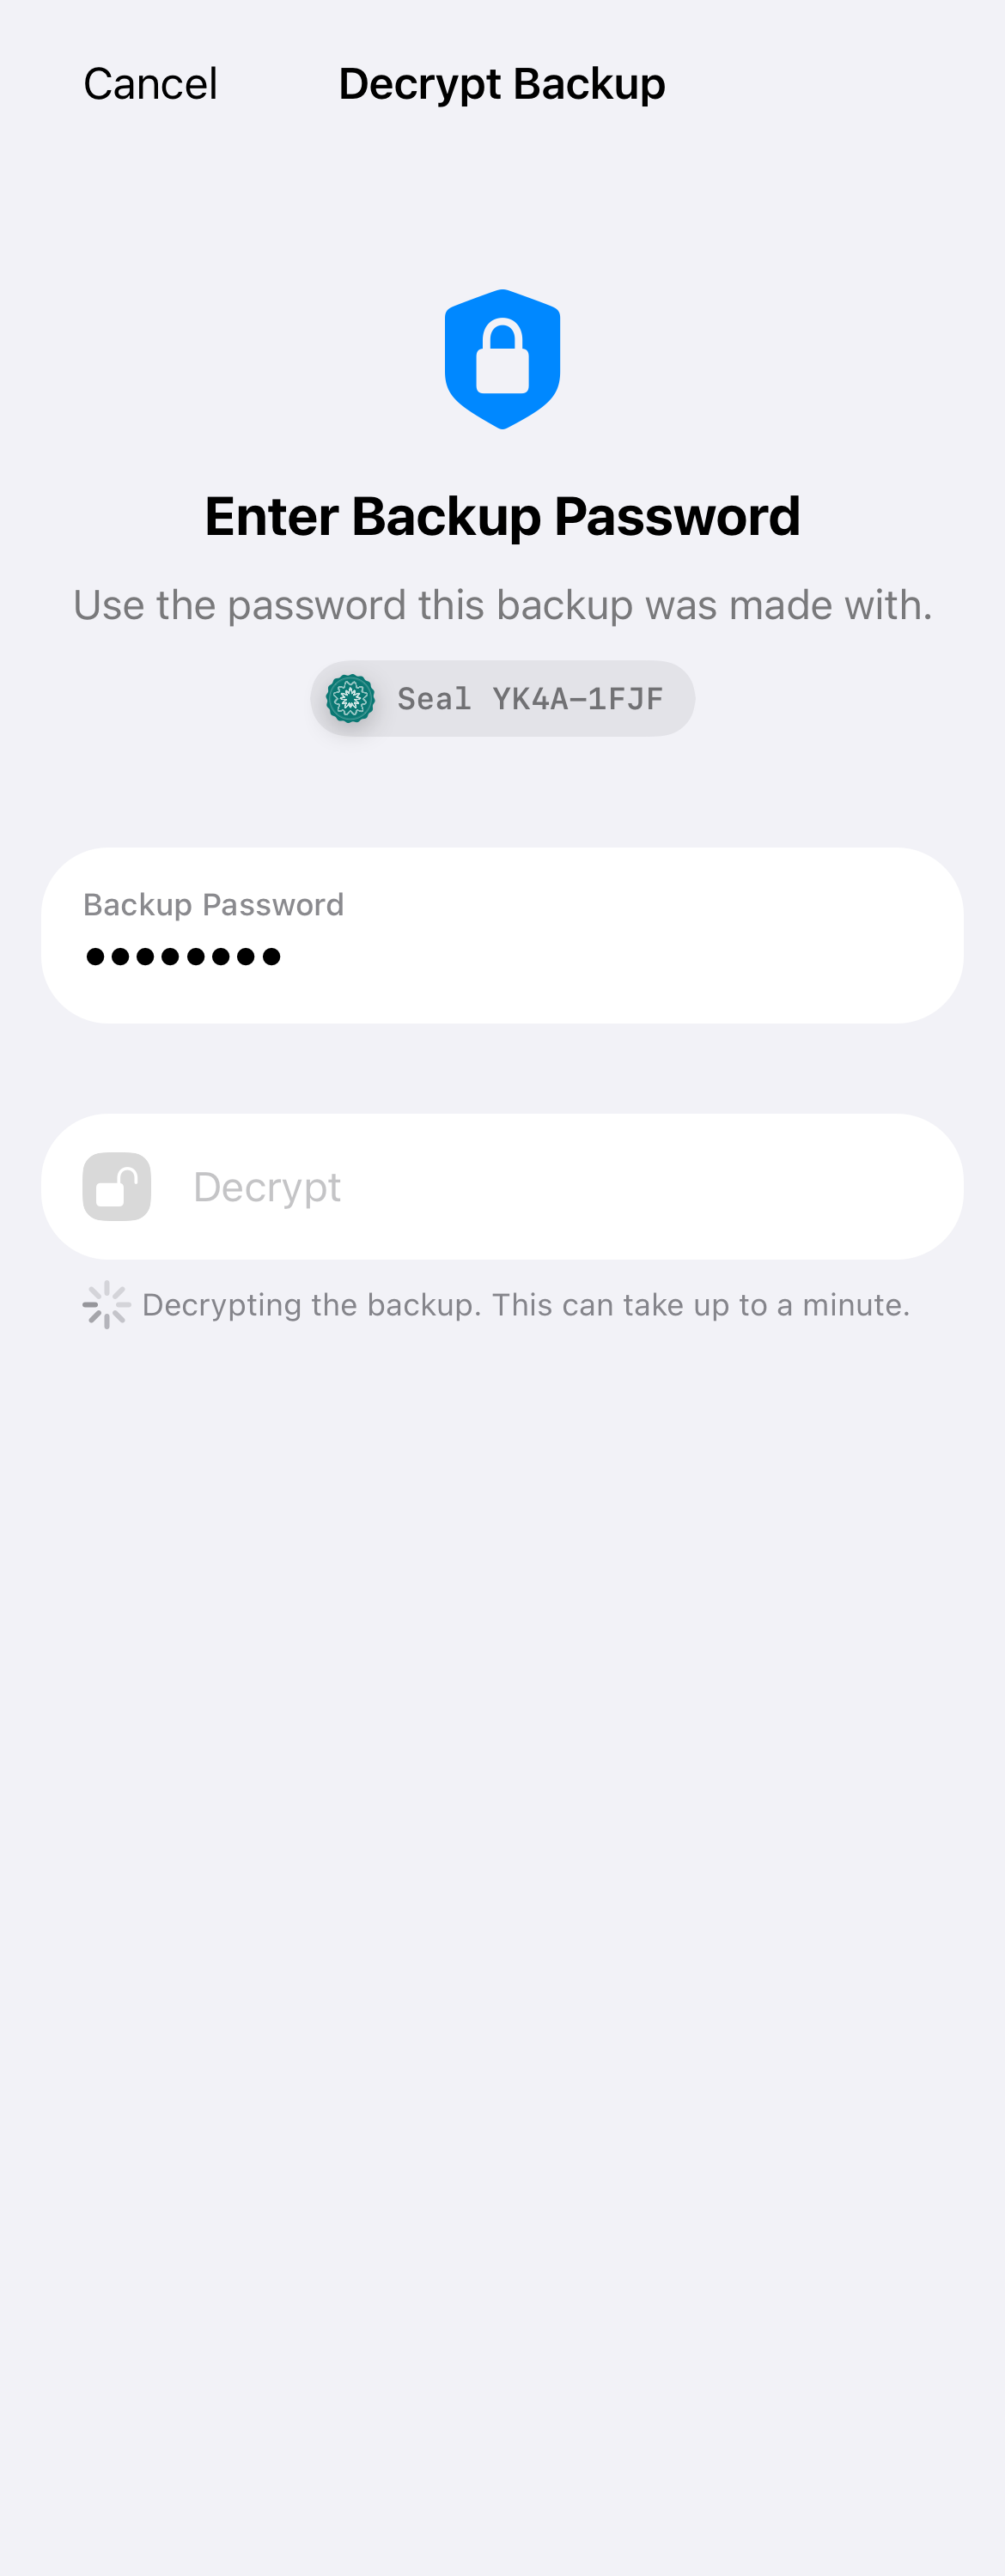 Cancel
Decrypt Backup
Enter Backup Password
Use the password this backup was made with.
Seal YK4A–1FJF
Backup Password
Decrypt
Decrypting the backup. This can take up to a minute.